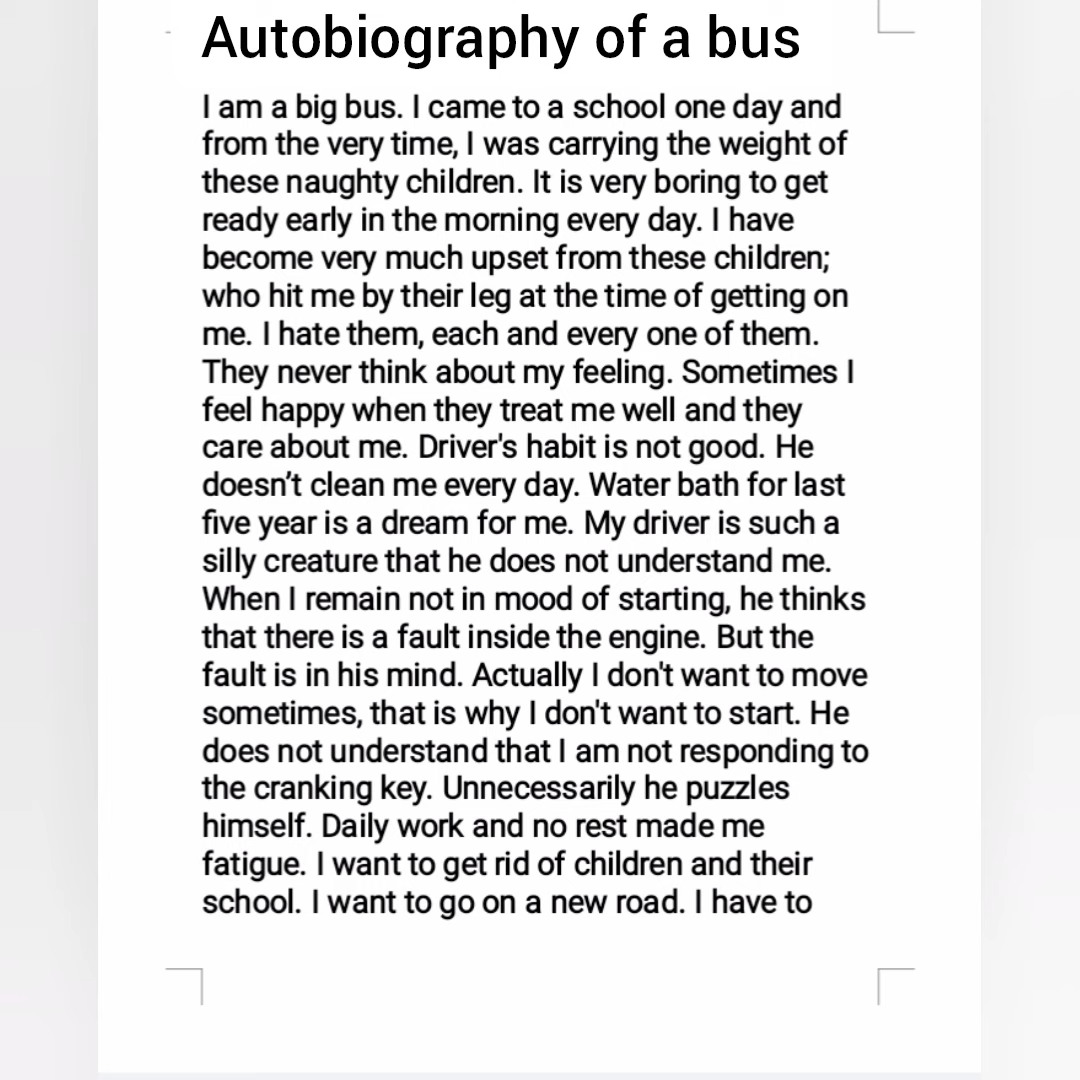 Autobiography of a bus
I am a big bus. I came to a school one day and
from the very time, I was carrying the weight of
these naughty children. It is very boring to get
ready early in the morning every day. I have
become very much upset from these children;
who hit me by their leg at the time of getting on
me. I hate them, each and every one of them.
They never think about my feeling. Sometimes I
feel happy when they treat me well and they
care about me. Driver's habit is not good. He
doesn’t clean me every day. Water bath for last
five year is a dream for me. My driver is such a
silly creature that he does not understand me.
When I remain not in mood of starting, he thinks
that there is a fault inside the engine. But the
fault is in his mind. Actually I don't want to move
sometimes, that is why I don't want to start. He
does not understand that I am not responding to
the cranking key. Unnecessarily he puzzles
himself. Daily work and no rest made me
fatigue. I want to get rid of children and their
school. I want to go on a new road. I have to